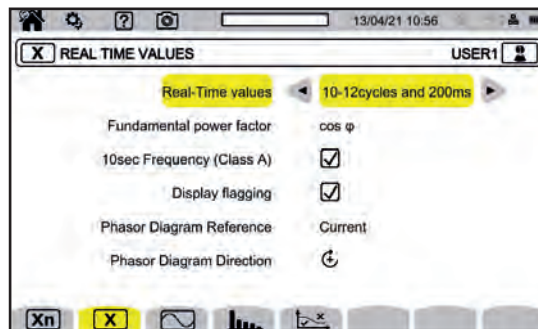 ?
13/04/21 10:56
X REAL TIME VALUES USER1
Real-Time values 10-12cycles and 200ms
Fundamental power factor cos φ
10sec Frequency (Class A)
Display flagging
Phasor Diagram Reference Current
Phasor Diagram Direction
Xn X